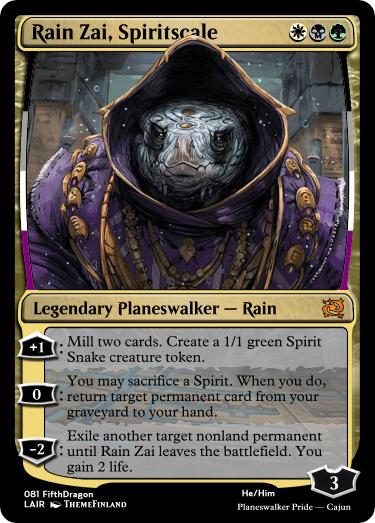 Rain Zai, Spiritscale
Legendary Planeswalker — Rain
+1: Mill two cards. Create a 1/1 green Spirit
Snake creature token.
0: You may sacrifice a Spirit. When you do,
return target permanent card from your
graveyard to your hand.
-2: Exile another target nonland permanent
until Rain Zai leaves the battlefield. You
gain 2 life.
3
081 FifthDragon
LAIR ThemeFinland
He/Him
Planeswalker Pride — Cajun